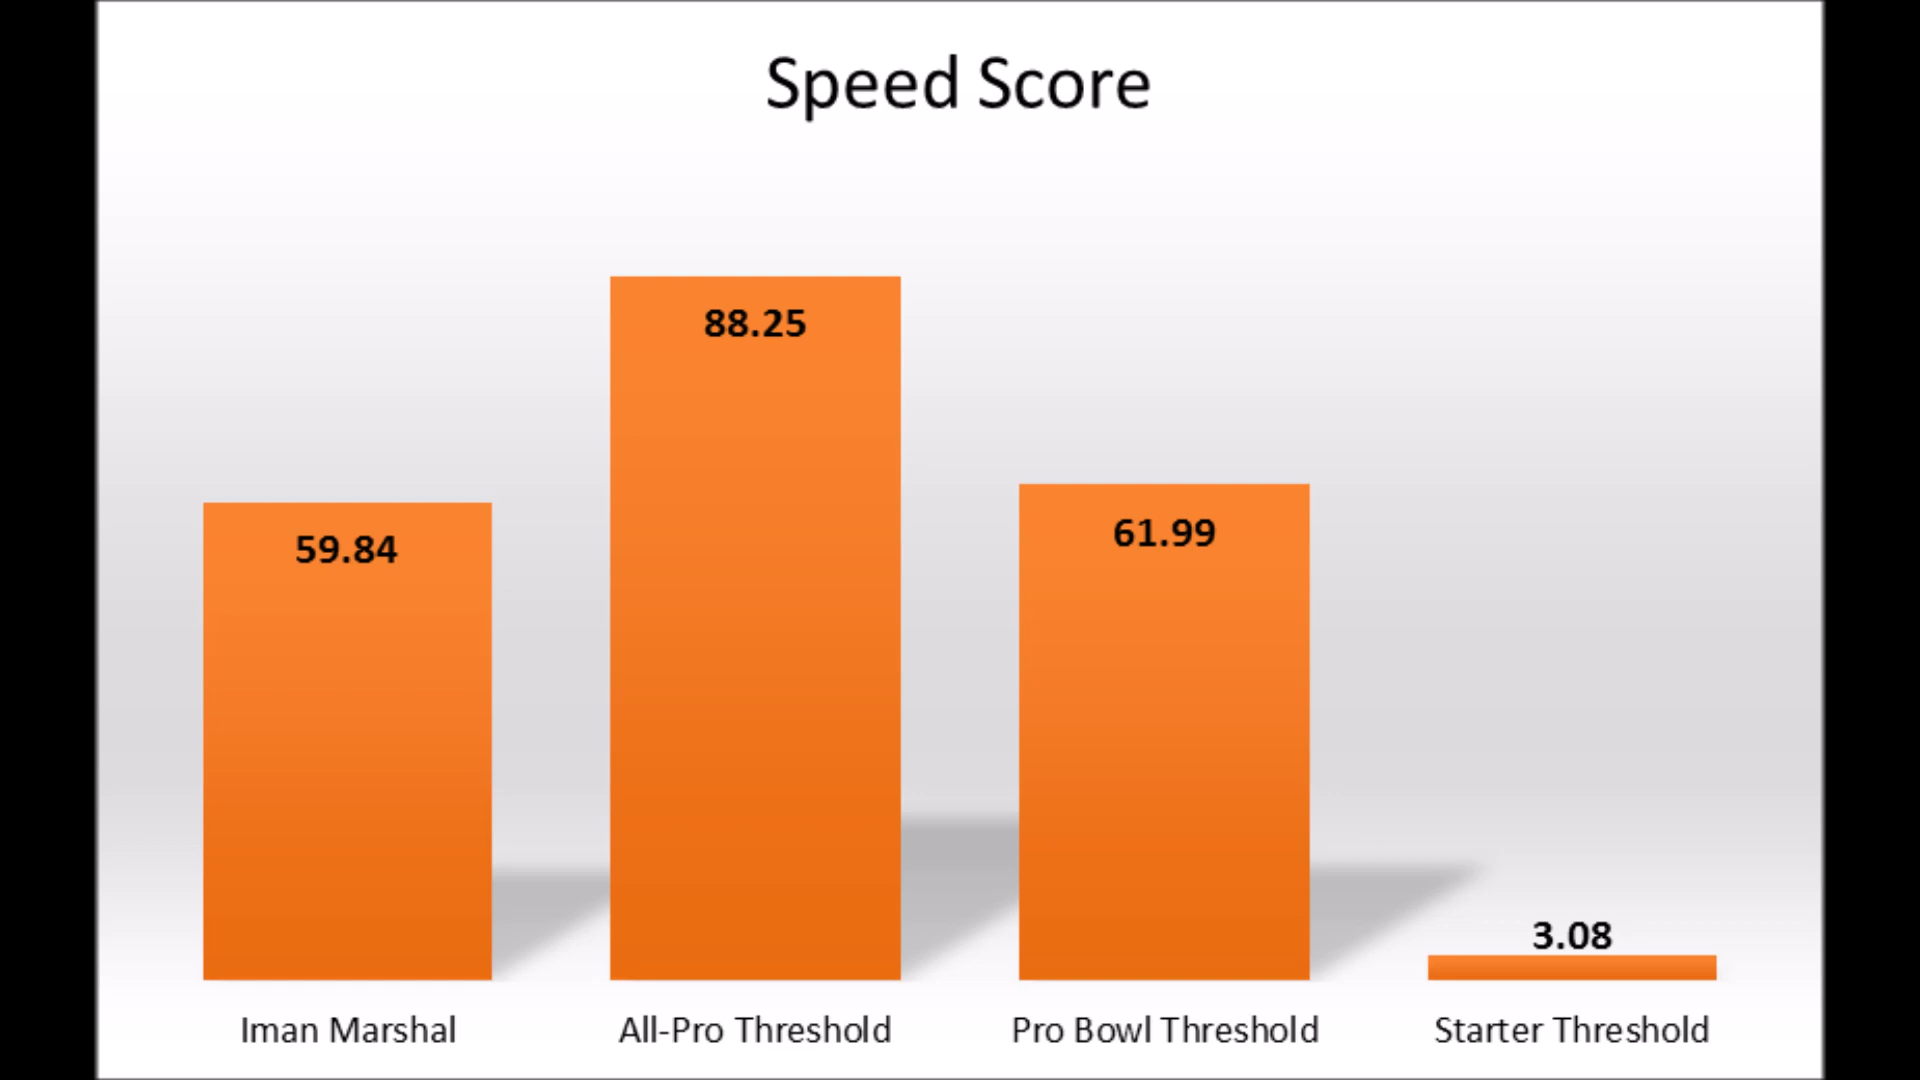 Speed Score
59.84
88.25
61.99
3.08
Iman Marshal
All-Pro Threshold
Pro Bowl Threshold
Starter Threshold